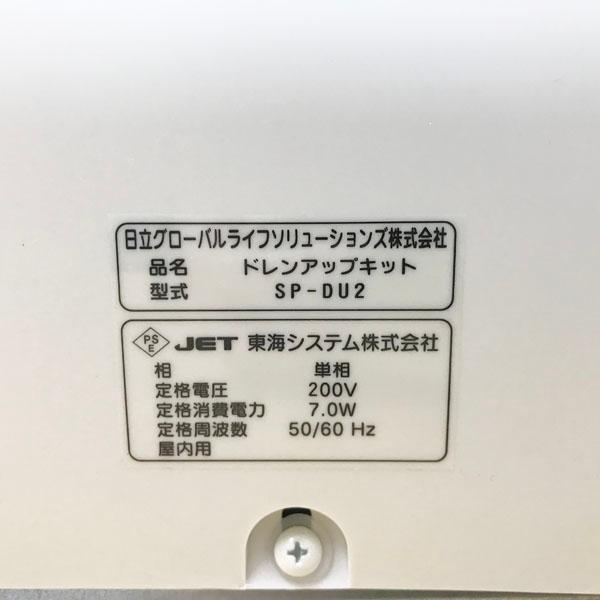 日立グローバルライフソリューションズ株式会社
品名 ドレンアップキット
型式 SP-DU2
PS E JET 東海システム株式会社
相 単相
定格電圧 200V
定格消費電力 7.0W
定格周波数 50/60 Hz
屋内用